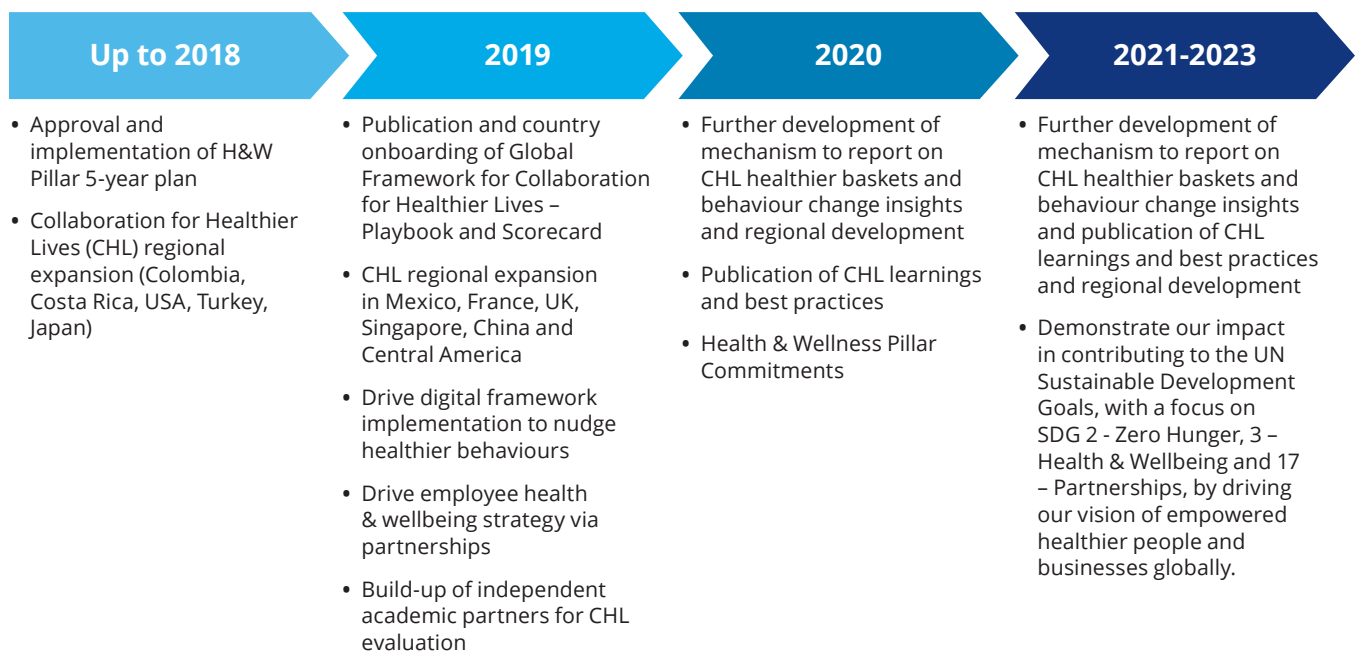 Up to 2018
• Approval and
implementation of H&W
Pillar 5-year plan
• Collaboration for Healthier
Lives (CHL) regional
expansion (Colombia,
Costa Rica, USA, Turkey,
Japan)
2019
• Publication and country
onboarding of Global
Framework for Collaboration
for Healthier Lives –
Playbook and Scorecard
• CHL regional expansion
in Mexico, France, UK,
Singapore, China and
Central America
• Drive digital framework
implementation to nudge
healthier behaviours
• Drive employee health
& wellbeing strategy via
partnerships
• Build-up of independent
academic partners for CHL
evaluation
2020
• Further development of
mechanism to report on
CHL healthier baskets and
behaviour change insights
and regional development
• Publication of CHL learnings
and best practices
• Health & Wellness Pillar
Commitments
2021-2023
• Further development of
mechanism to report on
CHL healthier baskets and
behaviour change insights
and publication of CHL
learnings and best practices
and regional development
• Demonstrate our impact
in contributing to the UN
Sustainable Development
Goals, with a focus on
SDG 2 - Zero Hunger, 3 –
Health & Wellbeing and 17
– Partnerships, by driving
our vision of empowered
healthier people and
businesses globally.